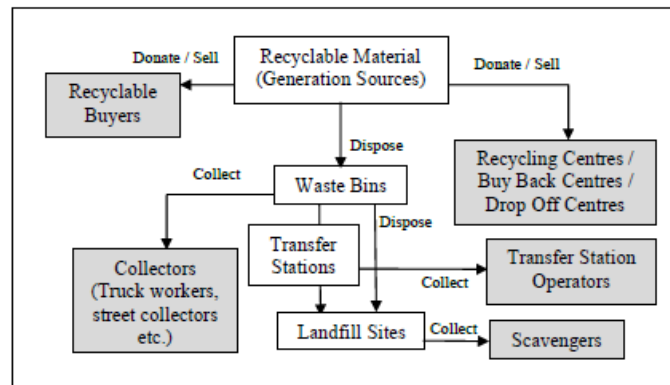 Donate / Sell
Recyclable Material
(Generation Sources)
Donate / Sell
Recyclable
Buyers
Dispose
Recycling Centres /
Buy Back Centres /
Drop Off Centres
Collect
Waste Bins
Dispose
Transfer
Stations
Collectors
(Truck workers,
street collectors
etc.)
Collect
Transfer Station
Operators
Landfill Sites
Collect
Scavengers